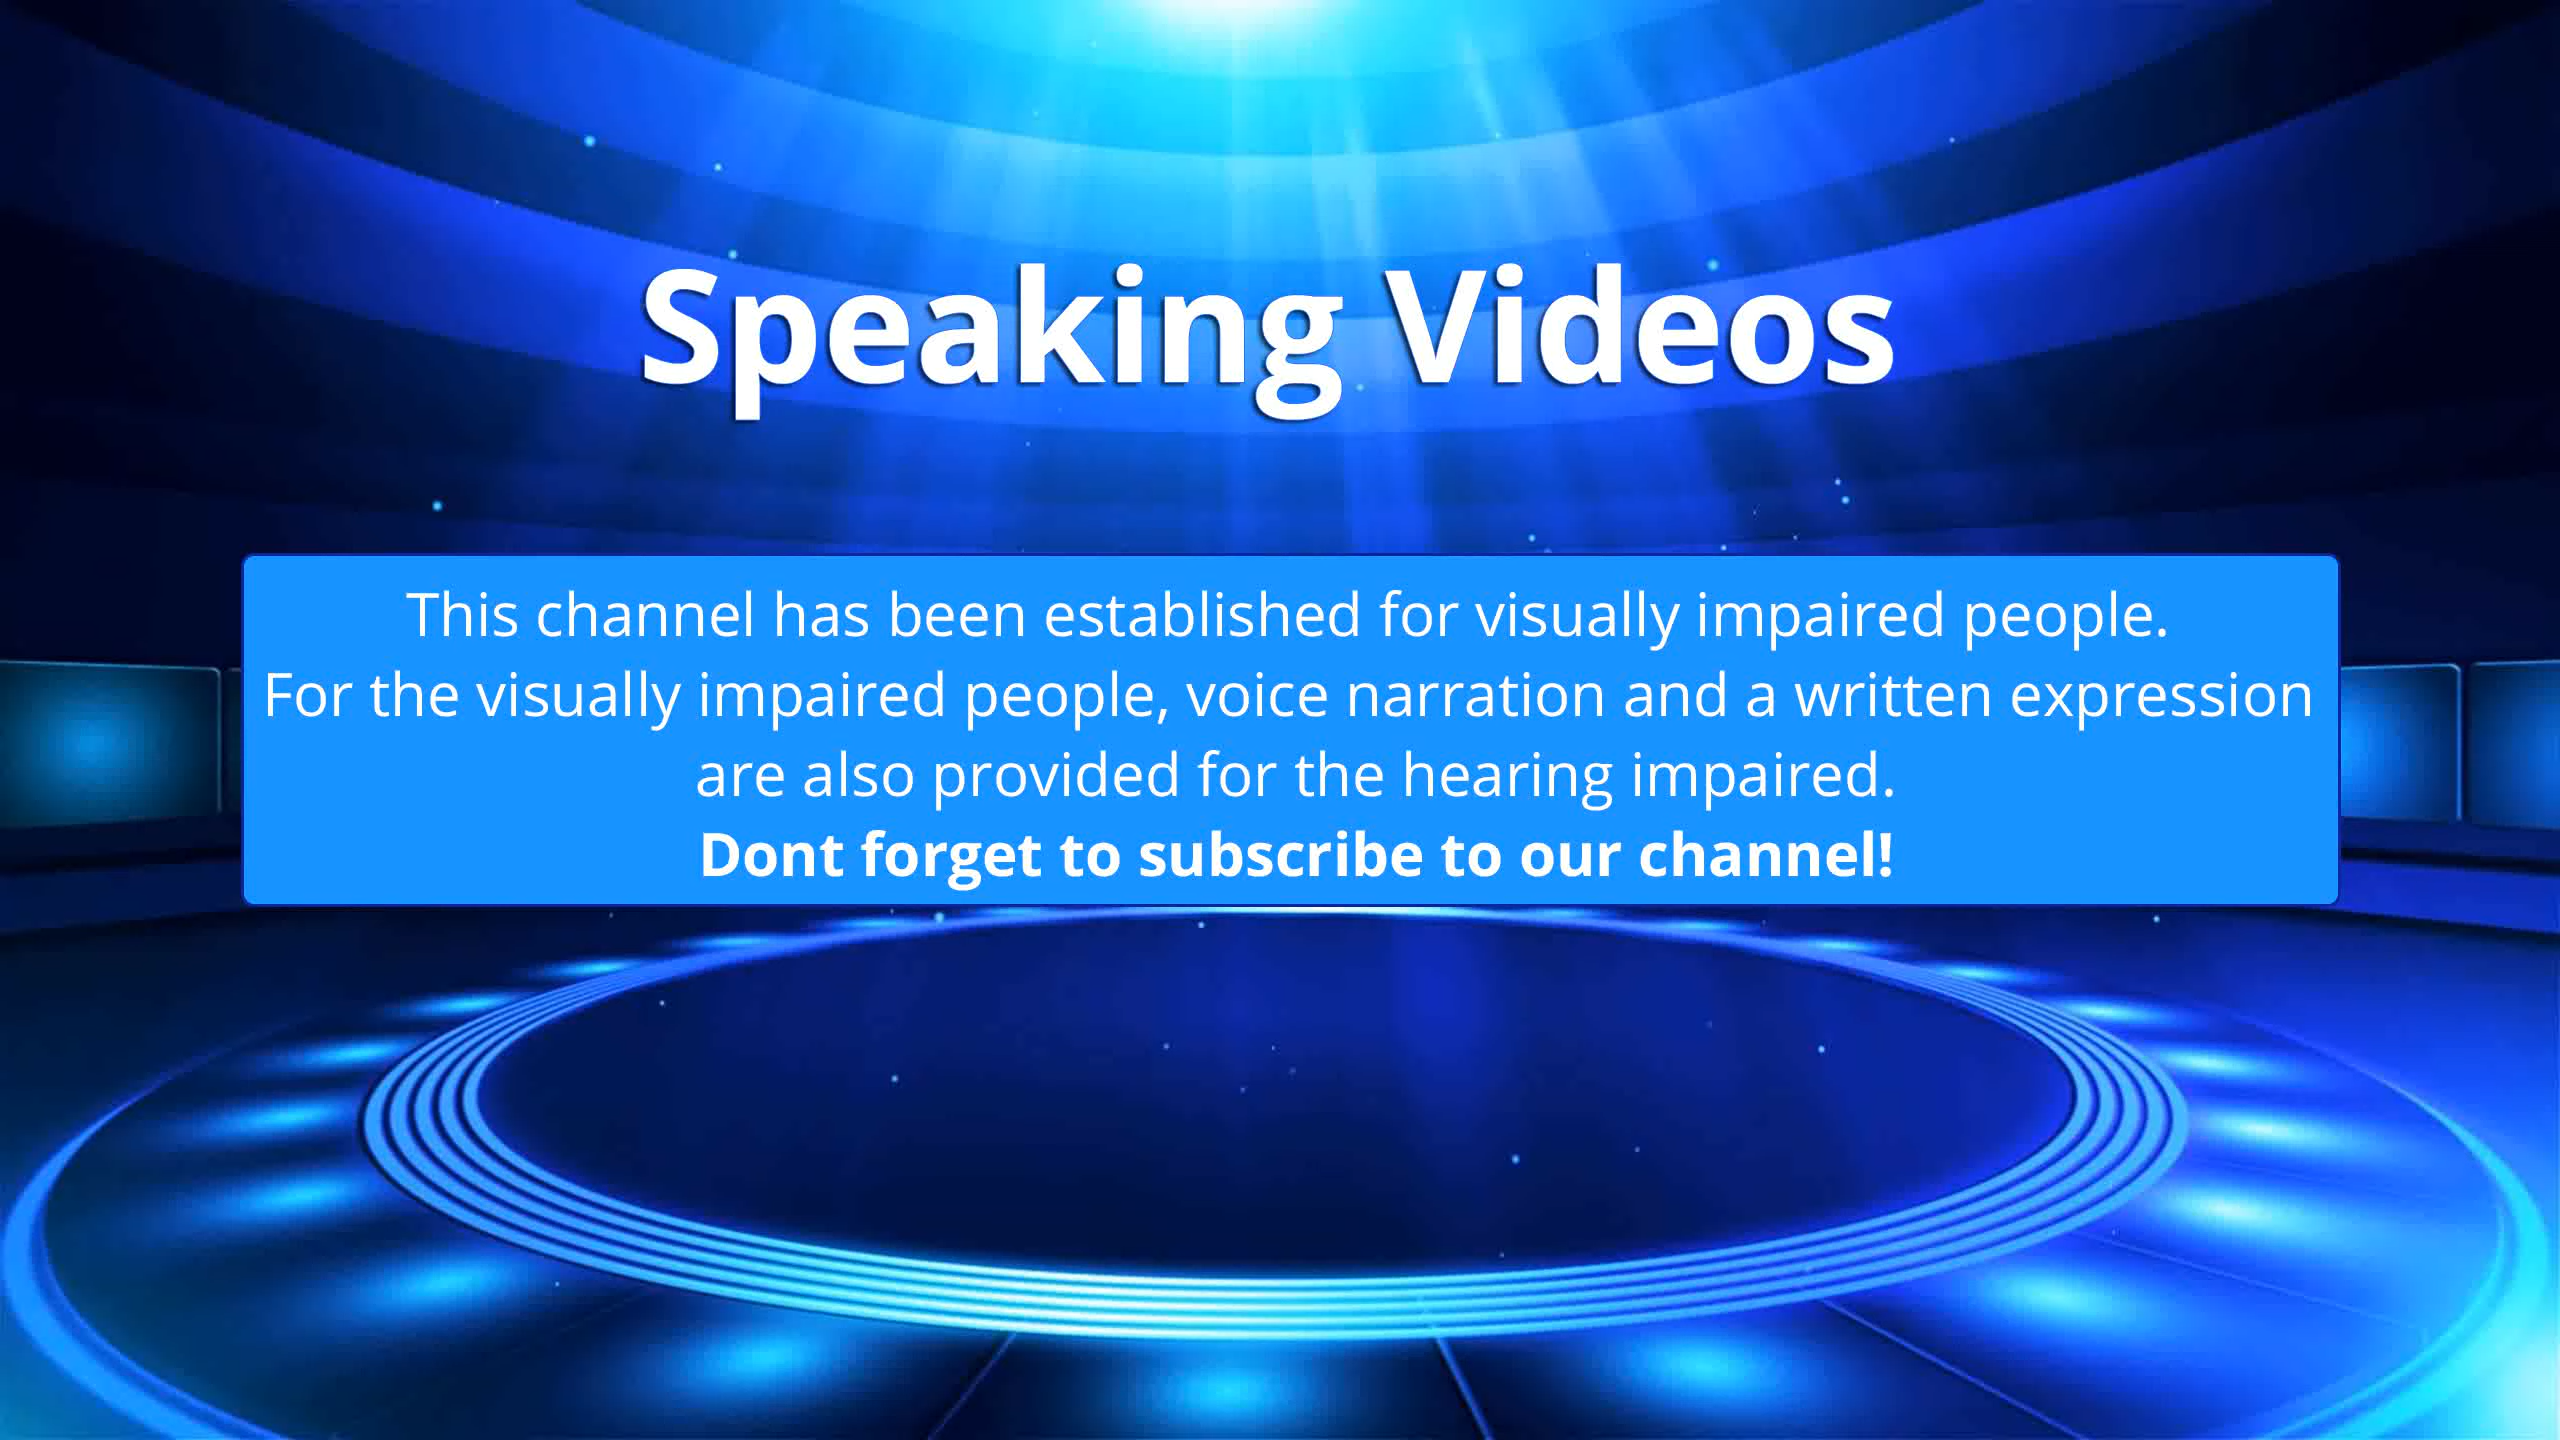 Speaking Videos
This channel has been established for visually impaired people.
For the visually impaired people, voice narration and a written expression
are also provided for the hearing impaired.
Dont forget to subscribe to our channel!